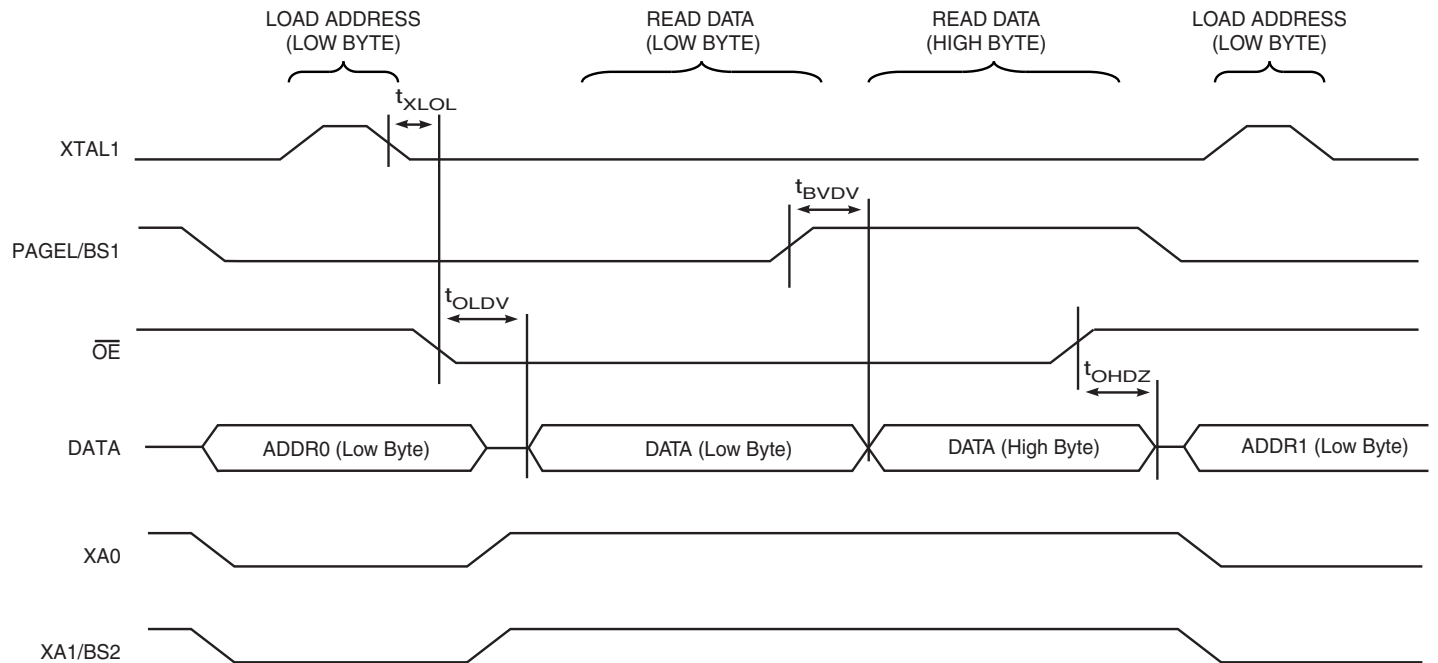 LOAD ADDRESS
(LOW BYTE)
READ DATA
(LOW BYTE)
READ DATA
(HIGH BYTE)
LOAD ADDRESS
(LOW BYTE)
tXLOL
XTAL1
tBVDV
PAGEL/BS1
tOLDV
OE
tOHDZ
DATA
ADDR0 (Low Byte)
DATA (Low Byte)
DATA (High Byte)
ADDR1 (Low Byte)
XA0
XA1/BS2